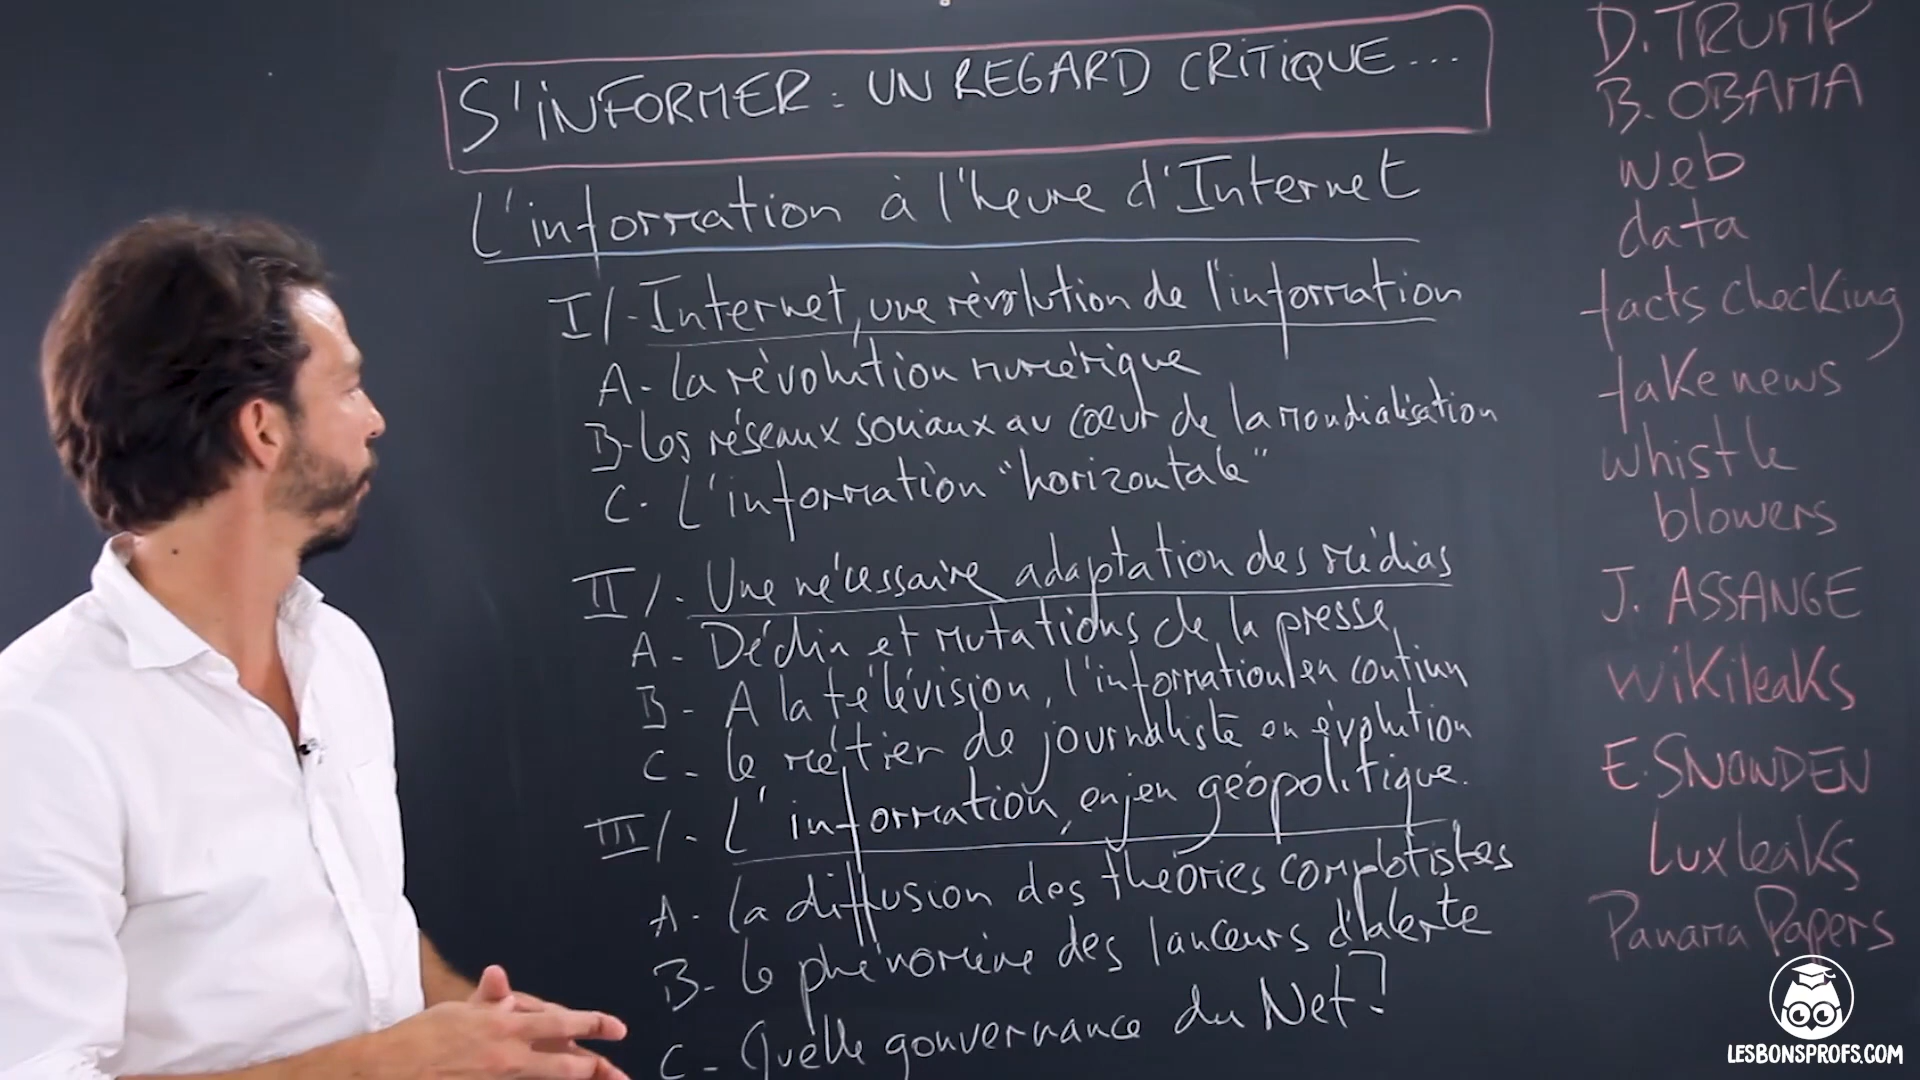 S'INFORMER : UN REGARD CRITIQUE...
L'information à l'heure d'Internet
I/- Internet, une révolution de l'information
A- La révolution numérique
B- Les réseaux sociaux au cœur de la mondialisation
C- L'information "horizontale"
II/- Une nécessaire adaptation des médias
A- Déclin et mutations de la presse
B- A la télévision, l'information en continu
C- Le métier de journaliste en évolution
III/- L'information, enjeu géopolitique.
A- La diffusion des théories complotistes
B- Le phénomène des lanceurs d'alerte
C- Quelle gouvernance du Net ?
D. TRUMP
B. OBAMA
web
data
facts checking
fake news
whistle
blowers
J. ASSANGE
Wikileaks
E. SNOWDEN
Luxleaks
Panama Papers
LESBONSPROFS.COM